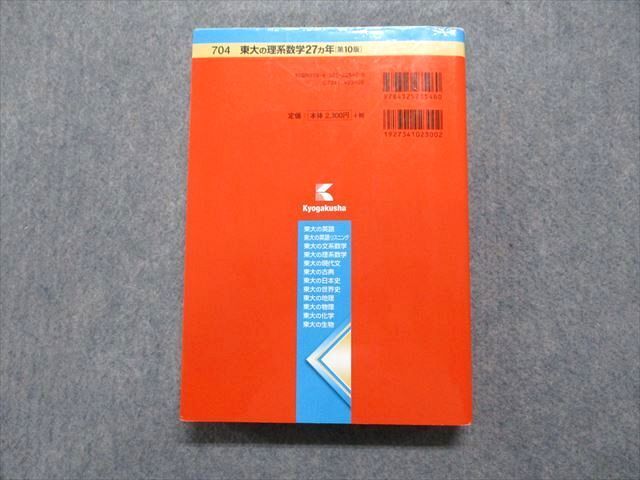 704 東大の理系数学27カ年[第10版]
定価:本体2,300円+税
1927341023002
Kyogakusha
東大の英語
東大の英語リスニング
東大の文系数学
東大の理系数学
東大の現代文
東大の古典
東大の日本史
東大の世界史
東大の地理
東大の物理
東大の化学
東大の生物